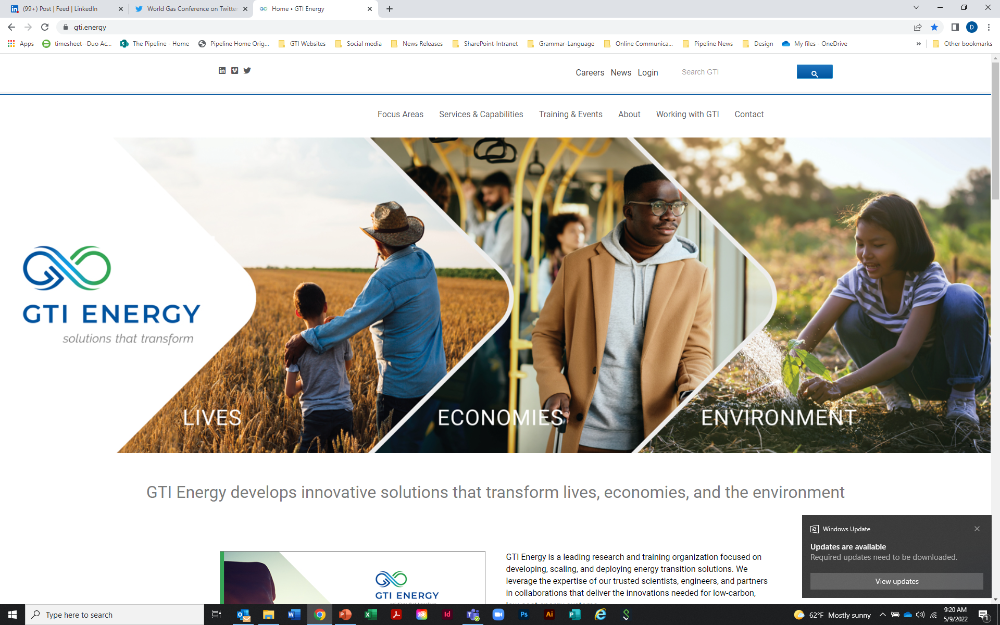 (99+) Post | Feed | LinkedIn
World Gas Conference on Twitter
Home • GTI Energy
gti.energy
D
Apps
timesheet--Duo Ac...
The Pipeline - Home
Pipeline Home Orig...
GTI Websites
Social media
News Releases
SharePoint-Intranet
Grammar-Language
Online Communica...
Pipeline News
Design
My files - OneDrive
»
Other bookmarks
Careers
News
Login
Search GTI
Focus Areas
Services & Capabilities
Training & Events
About
Working with GTI
Contact
GTI ENERGY
solutions that transform
LIVES
ECONOMIES
ENVIRONMENT
GTI Energy develops innovative solutions that transform lives, economies, and the environment
GTI ENERGY
GTI Energy is a leading research and training organization focused on
developing, scaling, and deploying energy transition solutions. We
leverage the expertise of our trusted scientists, engineers, and partners
in collaborations that deliver the innovations needed for low-carbon,
Windows Update
Updates are available
Required updates need to be downloaded.
View updates
Type here to search
62°F Mostly sunny
9:20 AM
5/9/2022
1